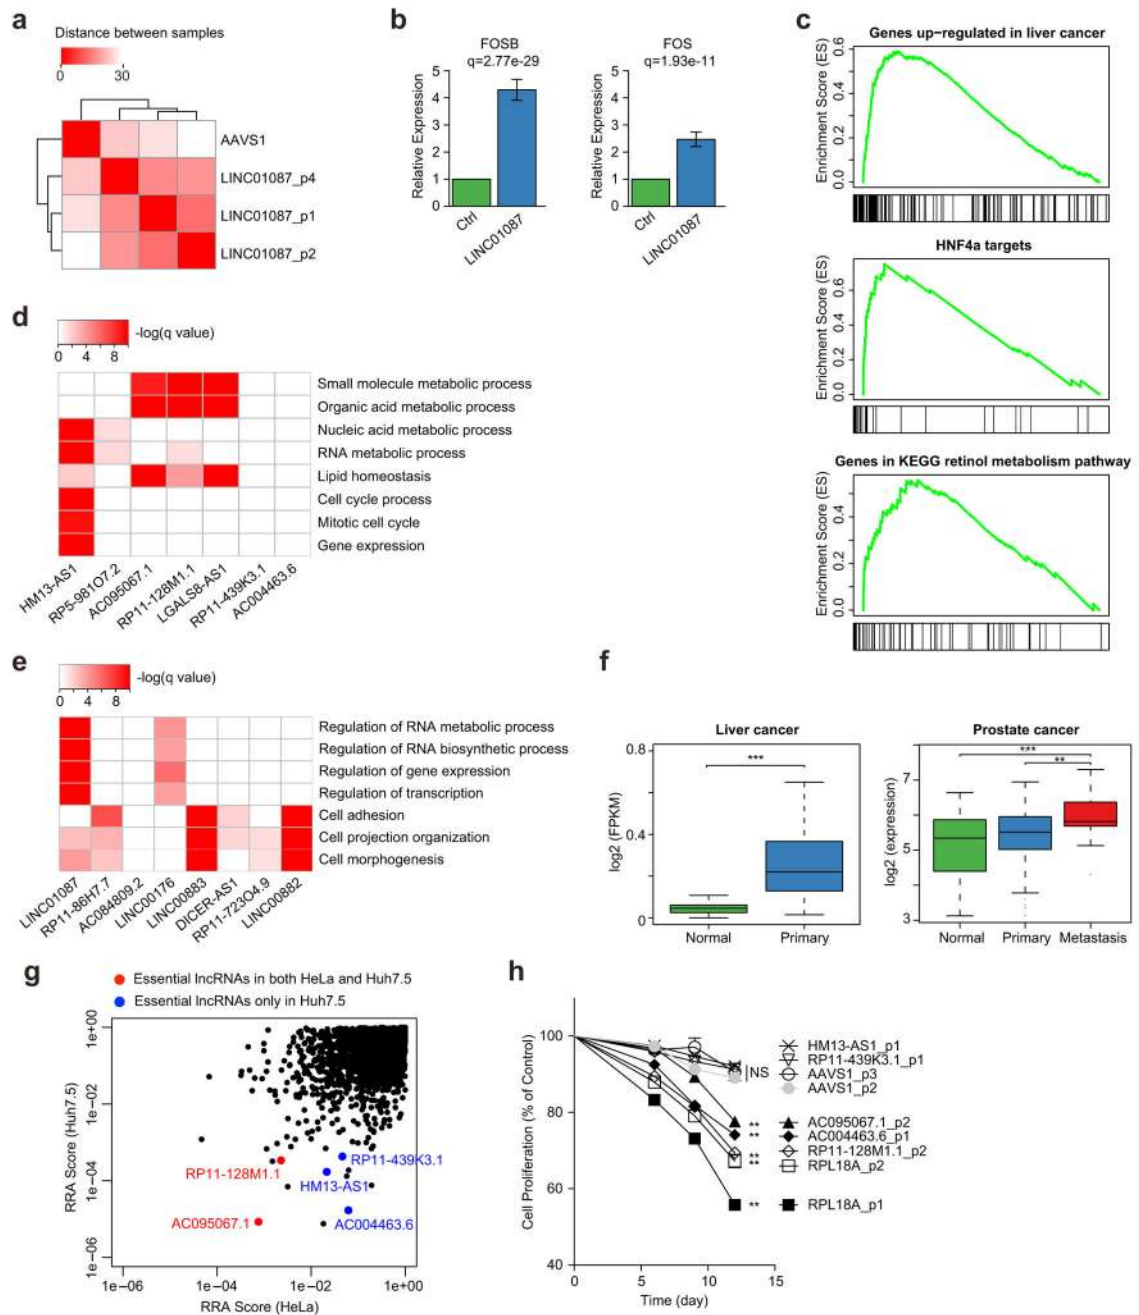 a
Distance between samples
0 30
AAVS1
LINC01087_p4
LINC01087_p1
LINC01087_p2
b
FOSB
q=2.77e-29
Relative Expression
5
4
3
2
1
0
Ctrl
LINC01087
FOS
q=1.93e-11
Relative Expression
5
4
3
2
1
0
Ctrl
LINC01087
c
Genes up-regulated in liver cancer
Enrichment Score (ES)
0.6
0.4
0.2
0.0
HNF4a targets
Enrichment Score (ES)
0.6
0.4
0.2
0.0
Genes in KEGG retinol metabolism pathway
Enrichment Score (ES)
0.4
0.2
0.0
d
-log(q value)
0 4 8
Small molecule metabolic process
Organic acid metabolic process
Nucleic acid metabolic process
RNA metabolic process
Lipid homeostasis
Cell cycle process
Mitotic cell cycle
Gene expression
HM13-AS1
RP5-981O7.2
AC095067.1
RP11-128M1.1
LGALS8-AS1
RP11-439K3.1
AC004463.6
e
-log(q value)
0 4 8
Regulation of RNA metabolic process
Regulation of RNA biosynthetic process
Regulation of gene expression
Regulation of transcription
Cell adhesion
Cell projection organization
Cell morphogenesis
LINC01087
RP11-86H7.7
AC084809.2
LINC00176
LINC00883
DICER-AS1
RP11-723O4.9
LINC00882
f
Liver cancer
log2 (FPKM)
0.8
0.4
0
***
Normal Primary
Prostate cancer
log2 (expression)
7
5
3
***
**
Normal Primary Metastasis
g
Essential lncRNAs in both HeLa and Huh7.5
Essential lncRNAs only in Huh7.5
RRA Score (Huh7.5)
1e+00
1e-02
1e-04
1e-06
RP11-128M1.1
RP11-439K3.1
HM13-AS1
AC095067.1
AC004463.6
1e-06 1e-04 1e-02 1e+00
RRA Score (HeLa)
h
Cell Proliferation (% of Control)
100
80
60
40
0 5 10 15
Time (day)
NS
**
**
**
**
**
HM13-AS1_p1
RP11-439K3.1_p1
AAVS1_p3
AAVS1_p2
AC095067.1_p2
AC004463.6_p1
RP11-128M1.1_p2
RPL18A_p2
RPL18A_p1